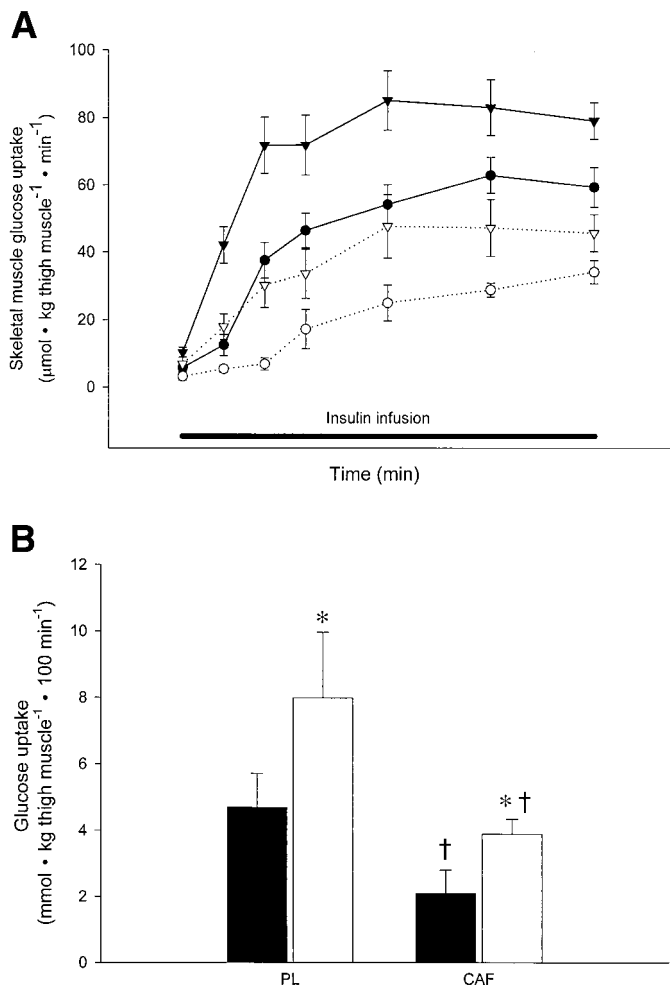 A
100
80
60
40
20
0
Skeletal muscle glucose uptake
(μmol • kg thigh muscle⁻¹ • min⁻¹)
Insulin infusion
Time (min)
B
12
10
8
6
4
2
0
Glucose uptake
(mmol • kg thigh muscle⁻¹ • 100 min⁻¹)
*
†
*†
PL
CAF